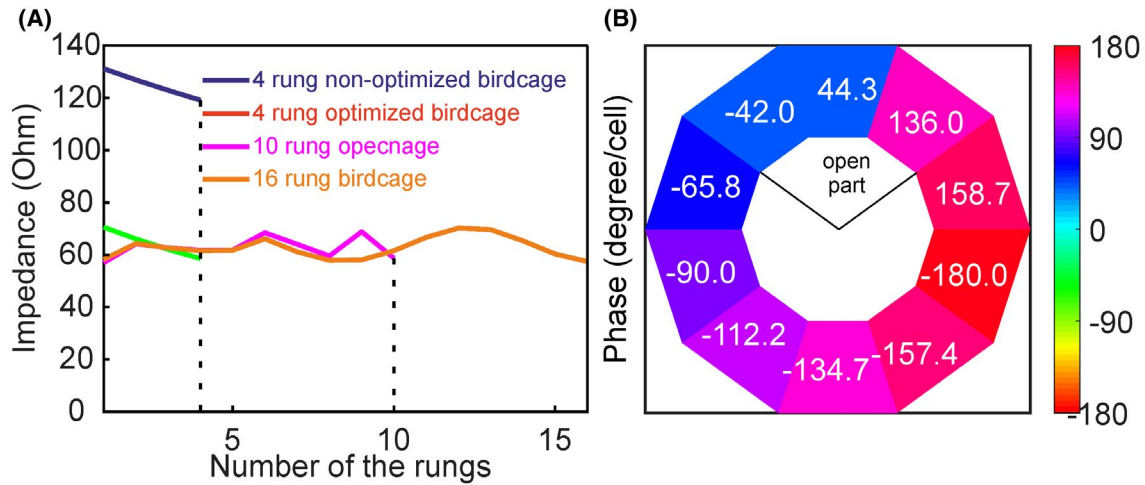 (A)
140
120
100
80
60
40
20
0
Impedance (Ohm)
4 rung non-optimized birdcage
4 rung optimized birdcage
10 rung opecnage
16 rung birdcage
5
10
15
Number of the rungs
(B)
Phase (degree/cell)
-42.0
44.3
136.0
open
part
-65.8
158.7
-90.0
-180.0
-112.2
-134.7
-157.4
180
90
0
-90
-180